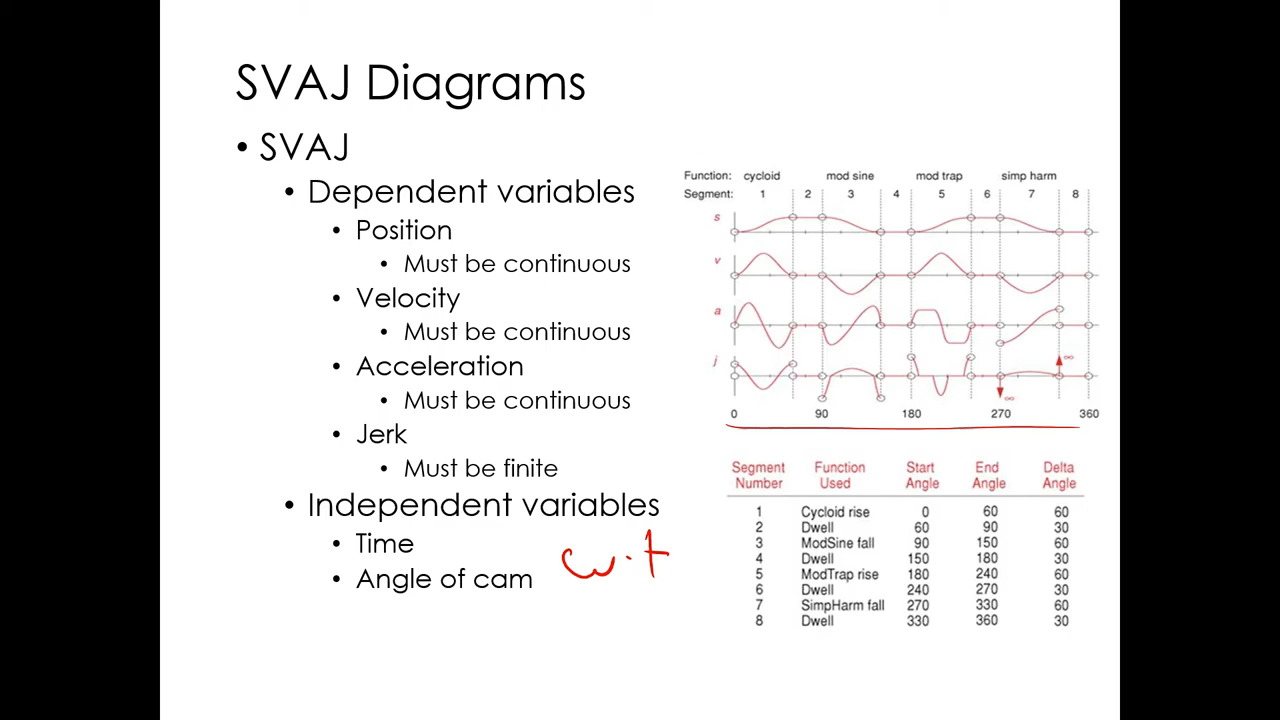 SVAJ Diagrams
• SVAJ
• Dependent variables
• Position
• Must be continuous
• Velocity
• Must be continuous
• Acceleration
• Must be continuous
• Jerk
• Must be finite
• Independent variables
• Time
• Angle of cam
ω·t
Function: cycloid mod sine mod trap simp harm
Segment: 1 2 3 4 5 6 7 8
s
v
a
j
∞
∞
0 90 180 270 360
Segment Function Start End Delta
Number Used Angle Angle Angle
1 Cycloid rise 0 60 60
2 Dwell 60 90 30
3 ModSine fall 90 150 60
4 Dwell 150 180 30
5 ModTrap rise 180 240 60
6 Dwell 240 270 30
7 SimpHarm fall 270 330 60
8 Dwell 330 360 30